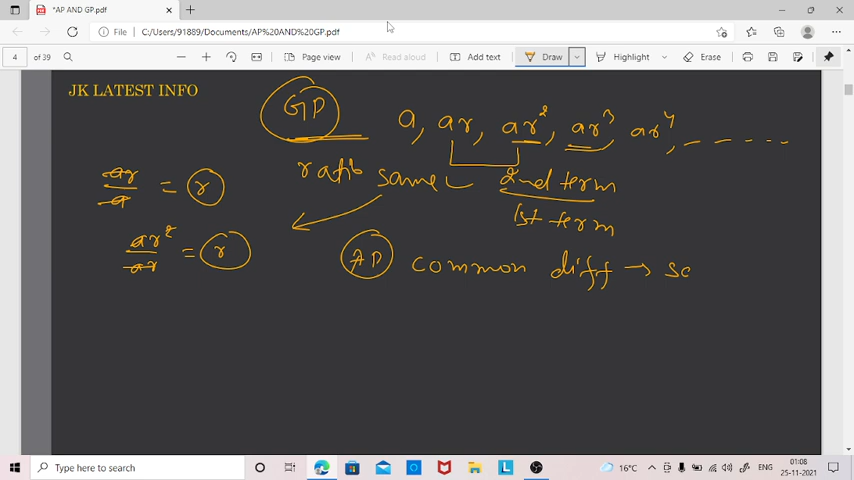 *AP AND GP.pdf
File C:/Users/91889/Documents/AP%20AND%20GP.pdf
4 of 39 Page view Read aloud Add text Draw Highlight Erase
JK LATEST INFO
GP a, ar, ar², ar³, ar⁴, - - - - - -
ar/a = r ratio same 2nd term
1st term
ar²/ar = r AP common diff → sa
Type here to search L 16°C ENG 01:08
25-11-2021